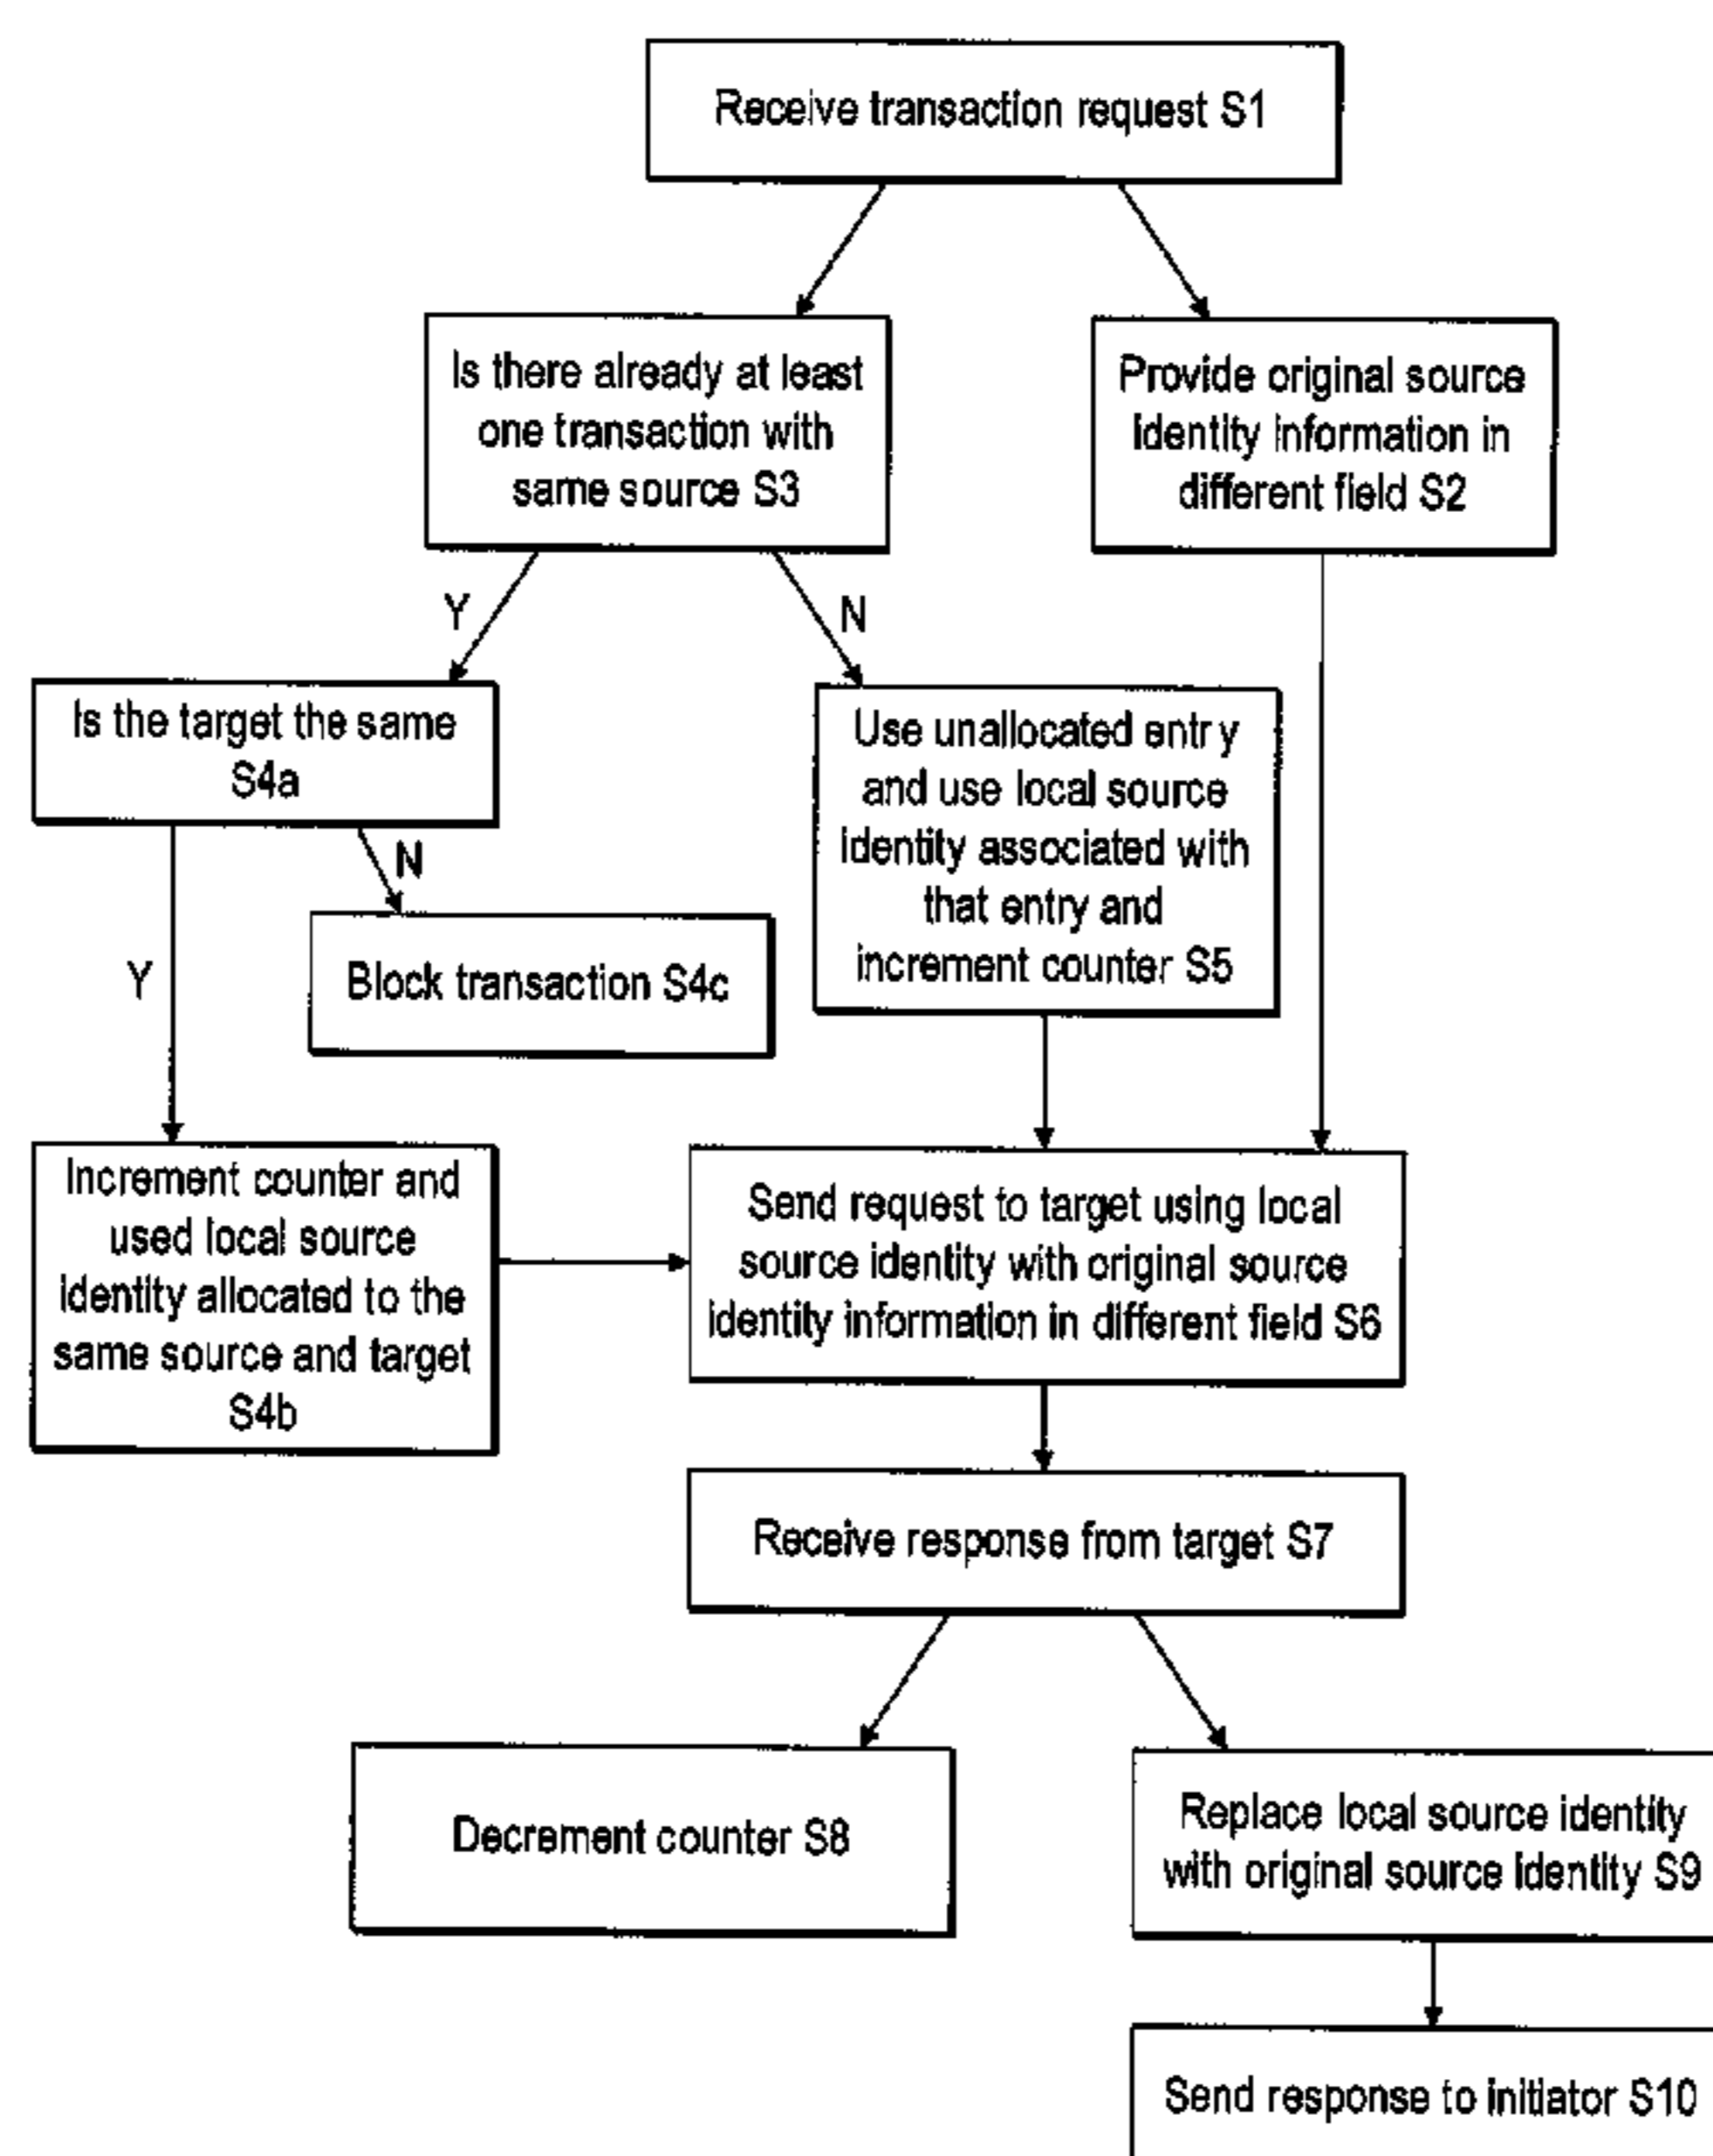 Receive transaction request S1
Is there already at least
one transaction with
same source S3
Provide original source
identity information in
different field S2
Y
N
Is the target the same
S4a
Use unallocated entry
and use local source
identity associated with
that entry and
increment counter S5
N
Y
Block transaction S4c
Increment counter and
used local source
identity allocated to the
same source and target
S4b
Send request to target using local
source identity with original source
identity information in different field S6
Receive response from target S7
Decrement counter S8
Replace local source identity
with original source identity S9
Send response to initiator S10